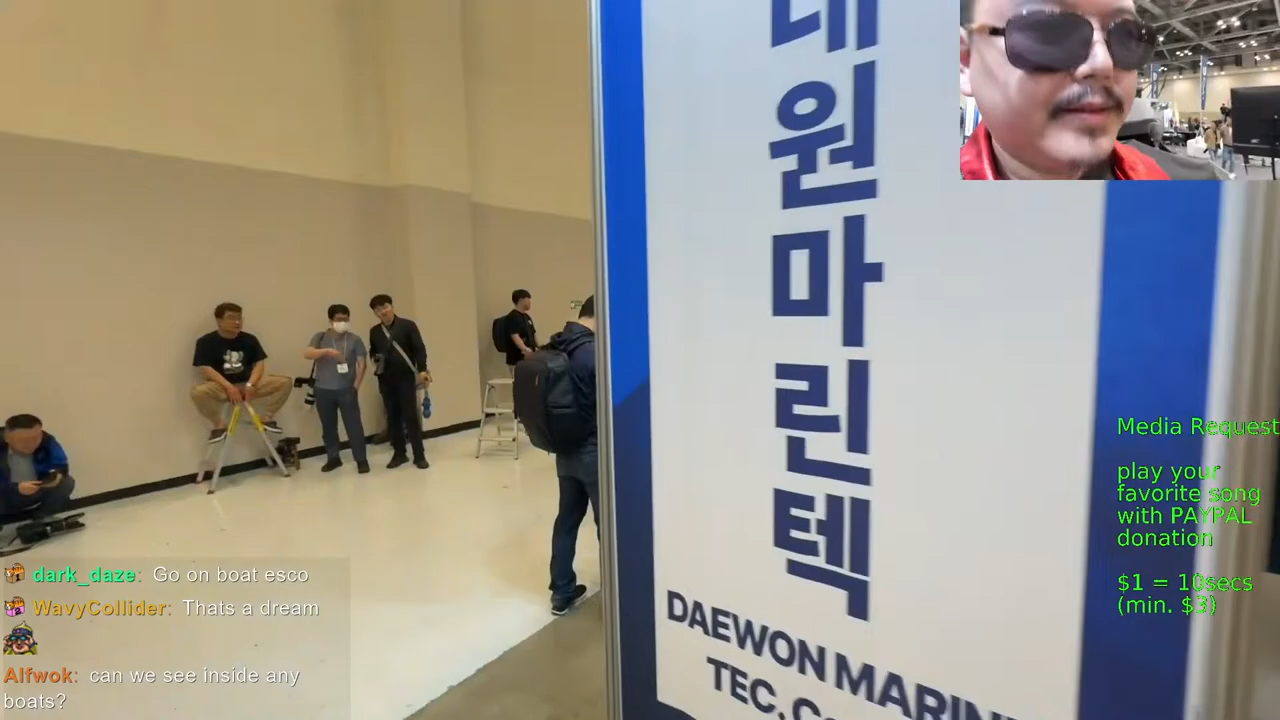 대원마린텍
DAEWON MARIN
TEC, Co
Media Request
play your
favorite song
with PAYPAL
donation
$1 = 10secs
(min. $3)
dark_daze: Go on boat esco
WavyCollider: Thats a dream
Alfwok: can we see inside any
boats?